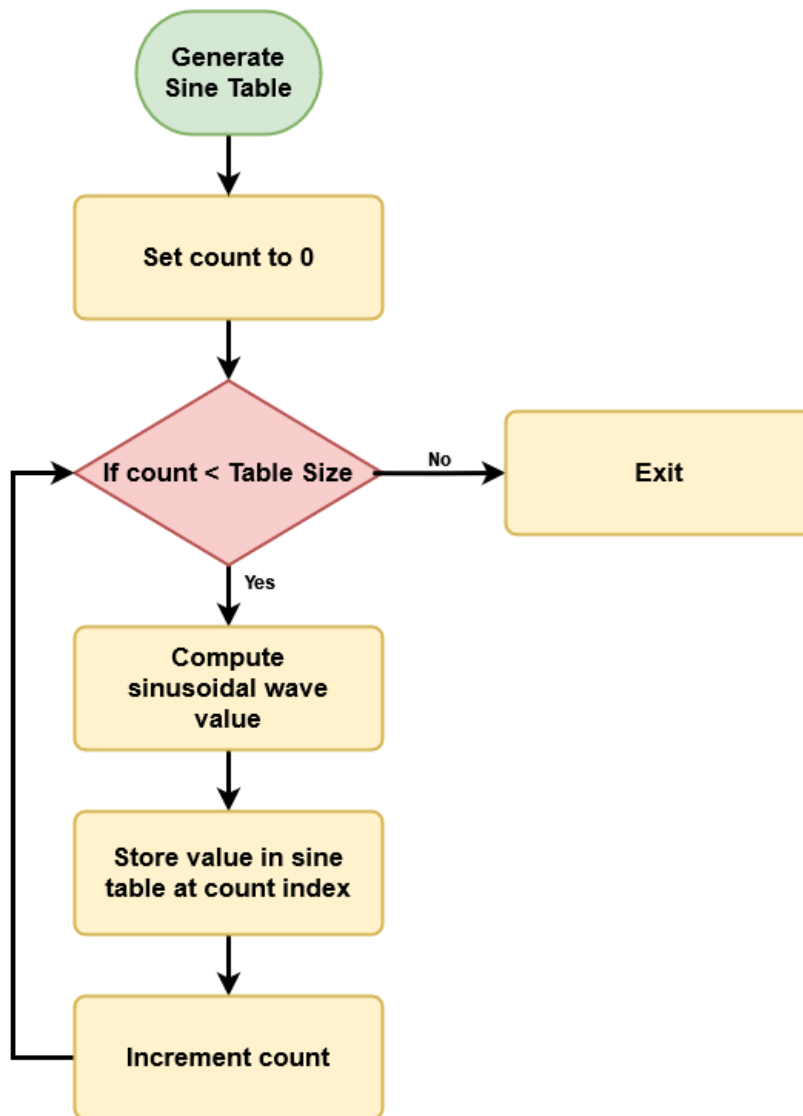 Generate
Sine Table
Set count to 0
If count < Table Size
No
Exit
Yes
Compute
sinusoidal wave
value
Store value in sine
table at count index
Increment count